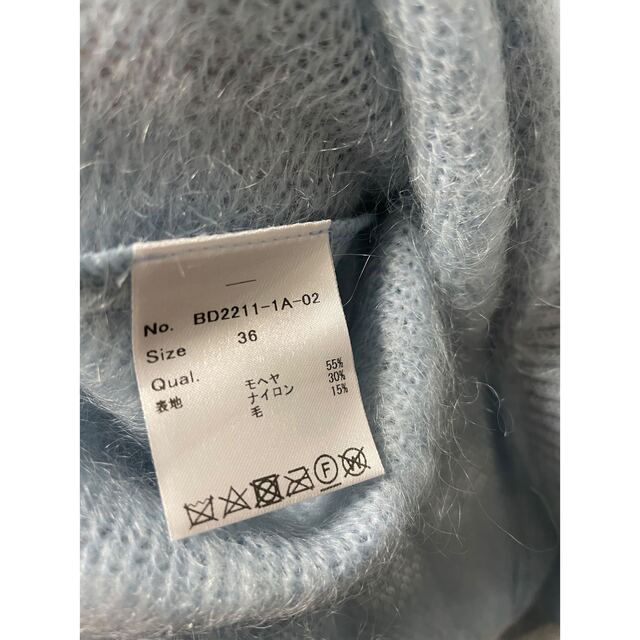 No. BD2211-1A-02
Size 36
Qual.
表地 モヘヤ 55%
ナイロン 30%
毛 15%
F
W